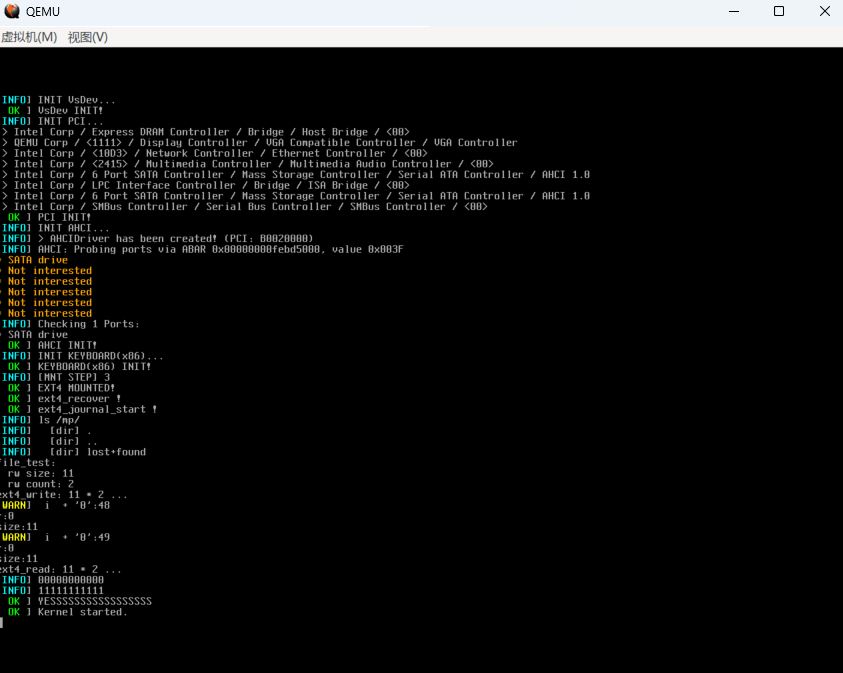 QEMU
虚拟机(M) 视图(V)
INFO] INIT VsDev...
OK ] VsDev INIT!
INFO] INIT PCI...
> Intel Corp / Express DRAM Controller / Bridge / Host Bridge / <00>
> QEMU Corp / <1111> / Display Controller / VGA Compatible Controller / VGA Controller
> Intel Corp / <10D3> / Network Controller / Ethernet Controller / <00>
> Intel Corp / <2415> / Multimedia Controller / Multimedia Audio Controller / <00>
> Intel Corp / 6 Port SATA Controller / Mass Storage Controller / Serial ATA Controller / AHCI 1.0
> Intel Corp / LPC Interface Controller / Bridge / ISA Bridge / <00>
> Intel Corp / 6 Port SATA Controller / Mass Storage Controller / Serial ATA Controller / AHCI 1.0
> Intel Corp / SMBus Controller / Serial Bus Controller / SMBus Controller / <00>
OK ] PCI INIT!
INFO] INIT AHCI...
INFO] > AHCIDriver has been created! (PCI: B0020000)
INFO] AHCI: Probing ports via ABAR 0x00000000febd5000, value 0x003F
> SATA drive
> Not interested
> Not interested
> Not interested
> Not interested
> Not interested
INFO] Checking 1 Ports:
> SATA drive
OK ] AHCI INIT!
INFO] INIT KEYBOARD(x86)...
OK ] KEYBOARD(x86) INIT!
INFO] [MNT STEP] 3
OK ] EXT4 MOUNTED!
OK ] ext4_recover !
OK ] ext4_journal_start !
INFO] ls /mp/
INFO] [dir] .
INFO] [dir] ..
INFO] [dir] lost+found
file_test:
rw size: 11
rw count: 2
ext4_write: 11 * 2 ...
WARN] i + '0':48
r:0
size:11
WARN] i + '0':49
r:0
size:11
ext4_read: 11 * 2 ...
INFO] 00000000000
INFO] 11111111111
OK ] YESSSSSSSSSSSSSSSSS
OK ] Kernel started.